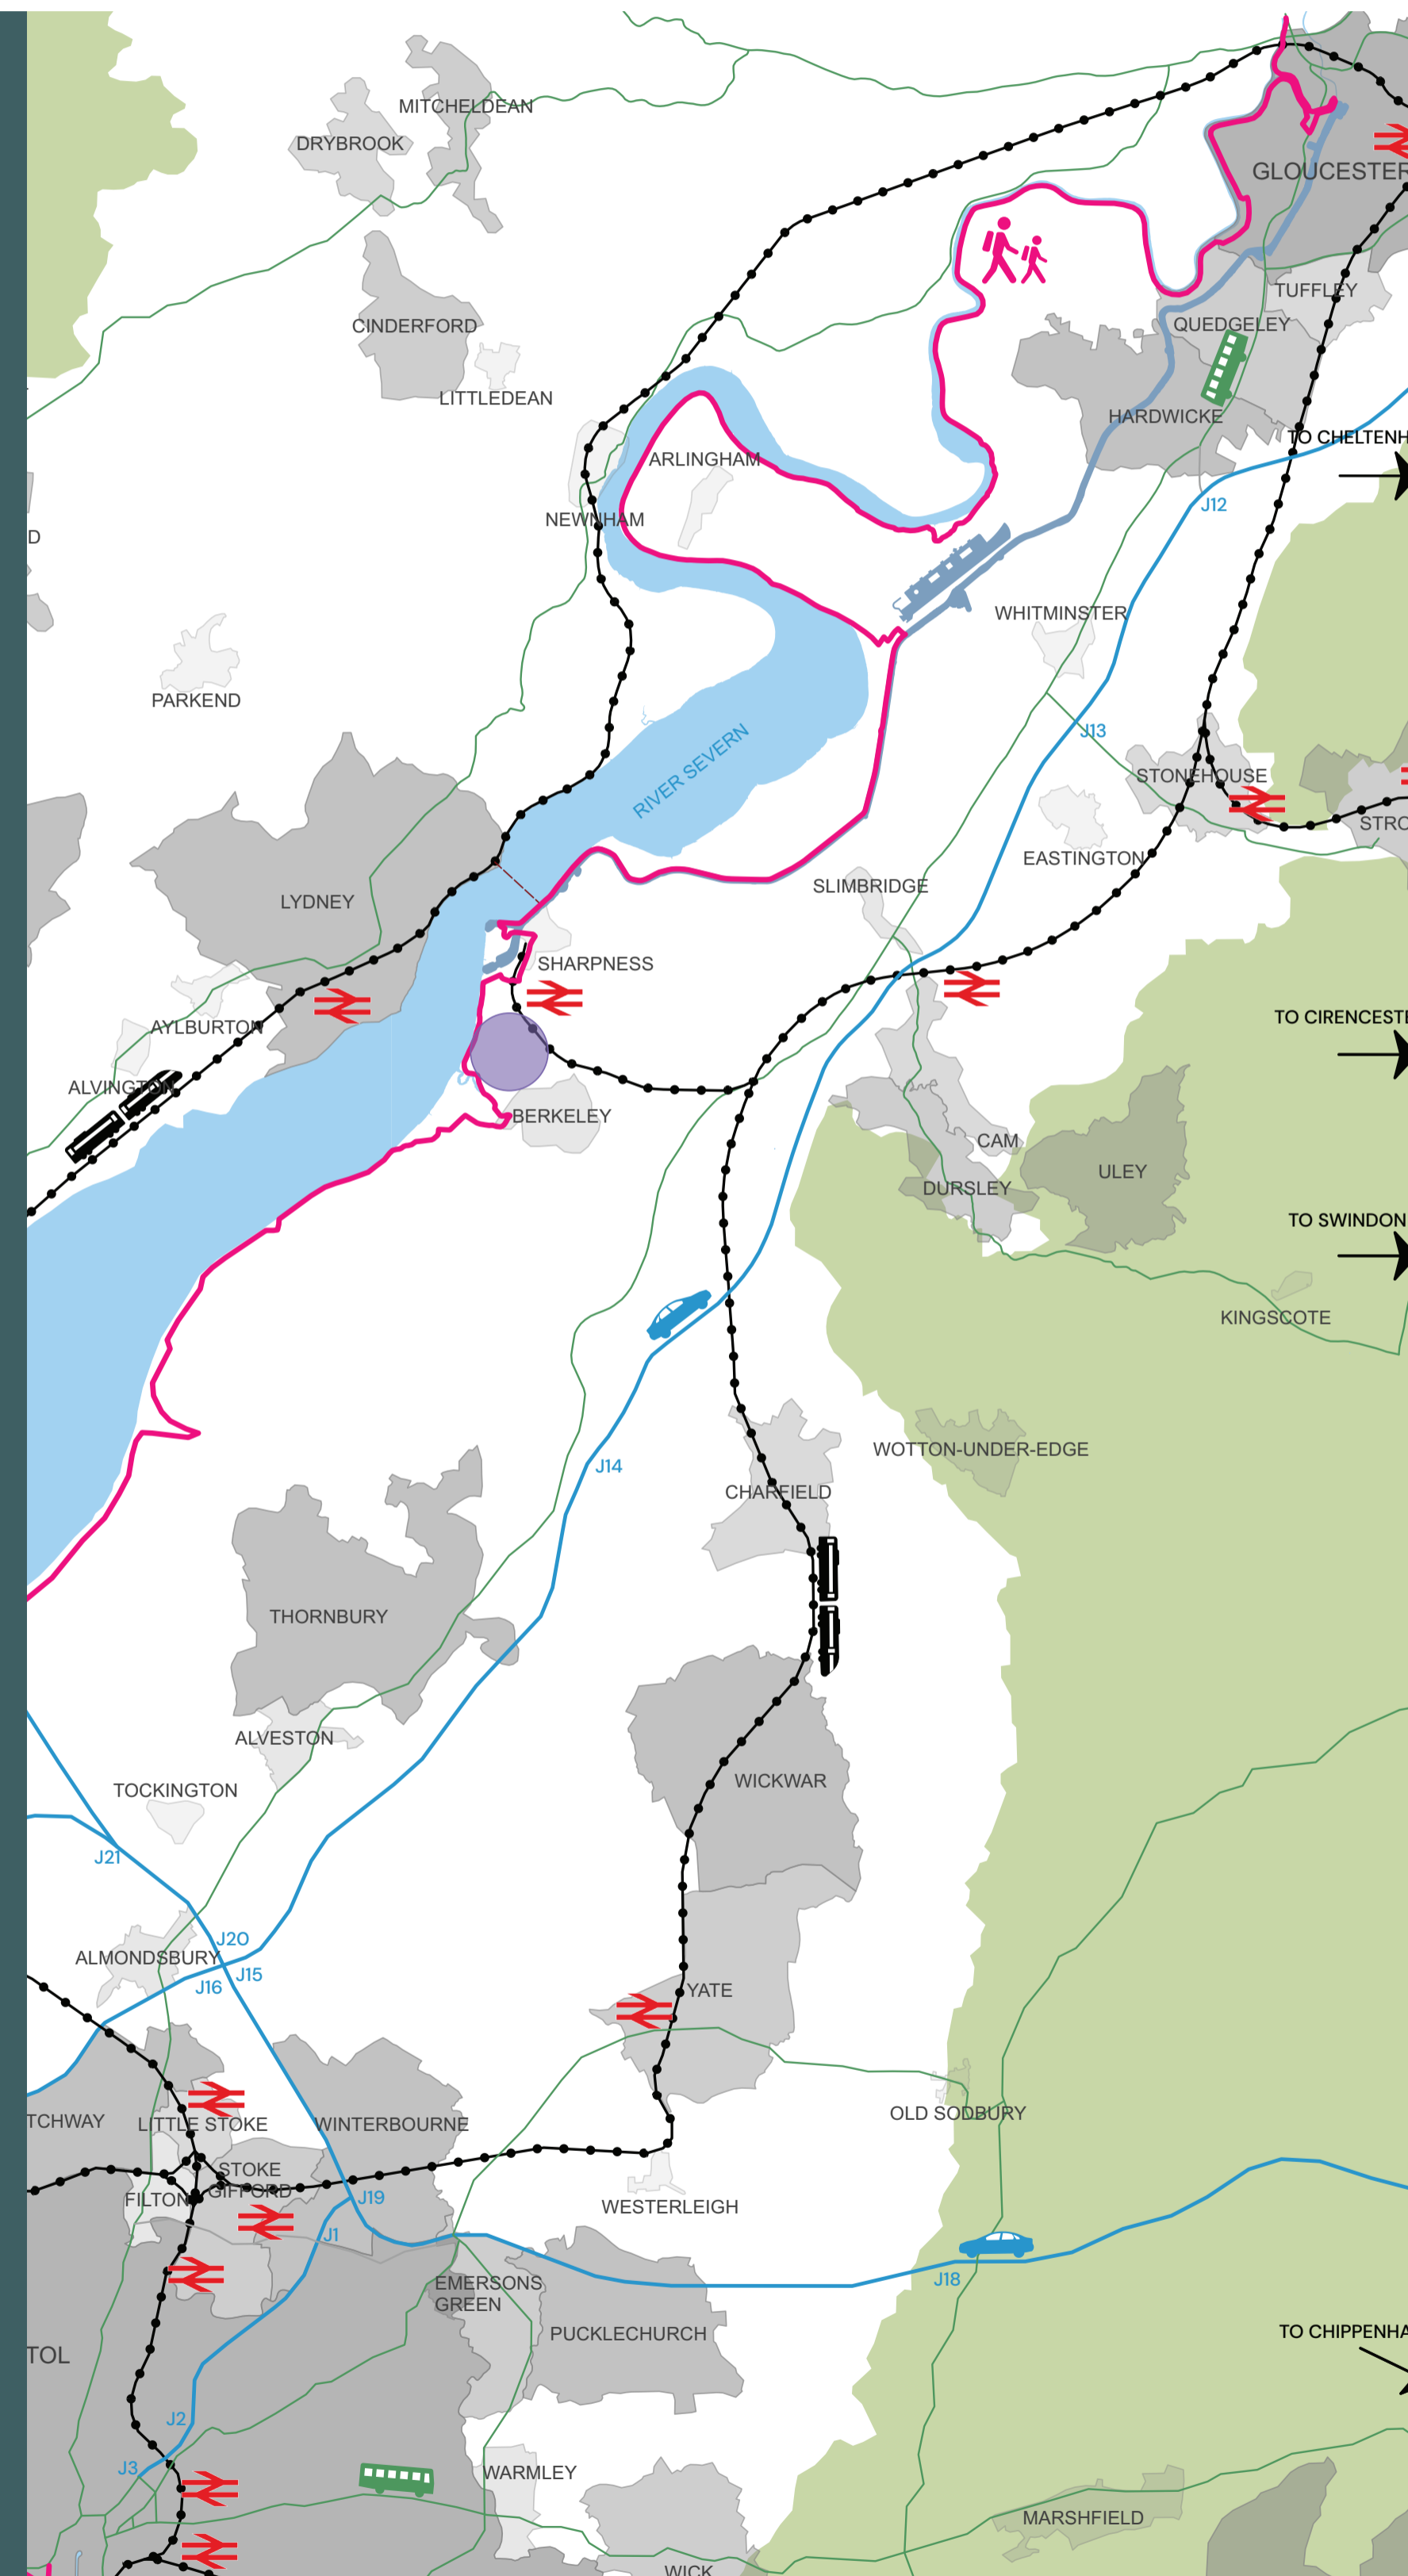 MITCHELDEAN
DRYBROOK
GLOUCESTER
TUFFLEY
CINDERFORD
QUEDGELEY
LITTLEDEAN
HARDWICKE
TO CHELTENH
ARLINGHAM
J12
NEWNHAM
D
WHITMINSTER
PARKEND
J13
RIVER SEVERN
STONEHOUSE
STRO
EASTINGTON
SLIMBRIDGE
LYDNEY
SHARPNESS
TO CIRENCESTE
AYLBURTON
ALVINGTON
BERKELEY
CAM
ULEY
DURSLEY
TO SWINDON
KINGSCOTE
WOTTON-UNDER-EDGE
J14
CHARFIELD
THORNBURY
ALVESTON
WICKWAR
TOCKINGTON
J21
J20
ALMONDSBURY
J15
J16
YATE
OLD SODBURY
TCHWAY
LITTLE STOKE
WINTERBOURNE
STOKE
GIFFORD
FILTON
J19
WESTERLEIGH
J1
J18
EMERSONS
GREEN
PUCKLECHURCH
TO CHIPPENHA
TOL
J2
J3
WARMLEY
MARSHFIELD
WICK